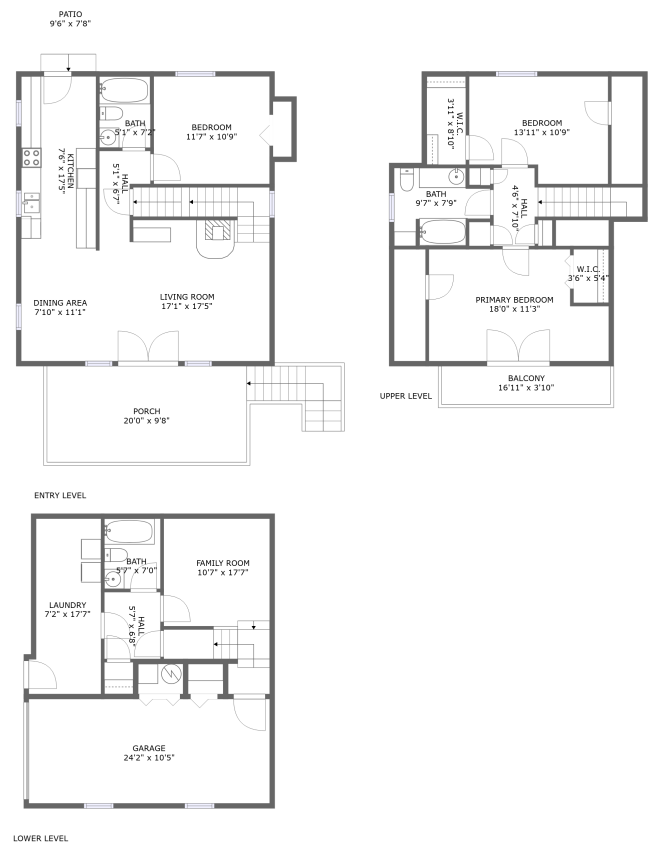 PATIO
9'6" x 7'8"
BATH
5'1" x 7'2"
BEDROOM
11'7" x 10'9"
KITCHEN
7'6" x 17'5"
HALL
5'1" x 6'7"
DINING AREA
7'10" x 11'1"
LIVING ROOM
17'1" x 17'5"
PORCH
20'0" x 9'8"
ENTRY LEVEL
W.I.C.
3'11" x 8'10"
BEDROOM
13'11" x 10'9"
BATH
9'7" x 7'9"
HALL
4'6" x 7'10"
W.I.C.
3'6" x 5'4"
PRIMARY BEDROOM
18'0" x 11'3"
BALCONY
16'11" x 3'10"
UPPER LEVEL
BATH
5'7" x 7'0"
FAMILY ROOM
10'7" x 17'7"
LAUNDRY
7'2" x 17'7"
HALL
5'7" x 6'8"
GARAGE
24'2" x 10'5"
LOWER LEVEL